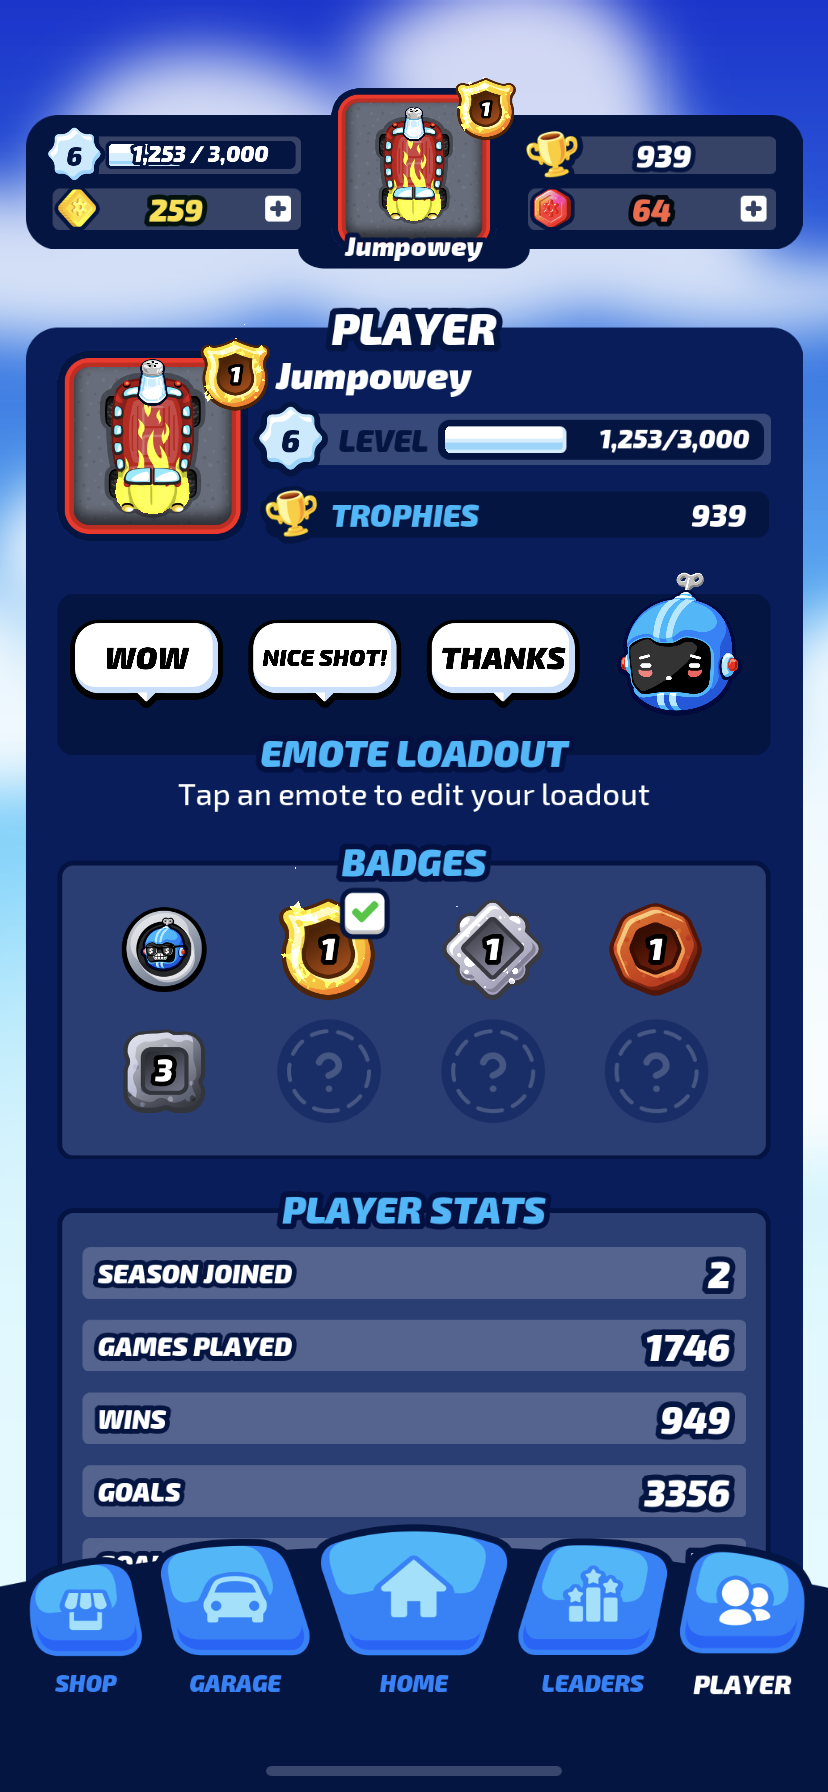 1
6 1,253 / 3,000
939
259
64
Jumpowey
PLAYER
1
Jumpowey
6 LEVEL 1,253/3,000
TROPHIES 939
WOW
NICE SHOT!
THANKS
EMOTE LOADOUT
Tap an emote to edit your loadout
BADGES
1
1
1
3
?
?
?
PLAYER STATS
SEASON JOINED 2
GAMES PLAYED 1746
WINS 949
GOALS 3356
SHOP
GARAGE
HOME
LEADERS
PLAYER